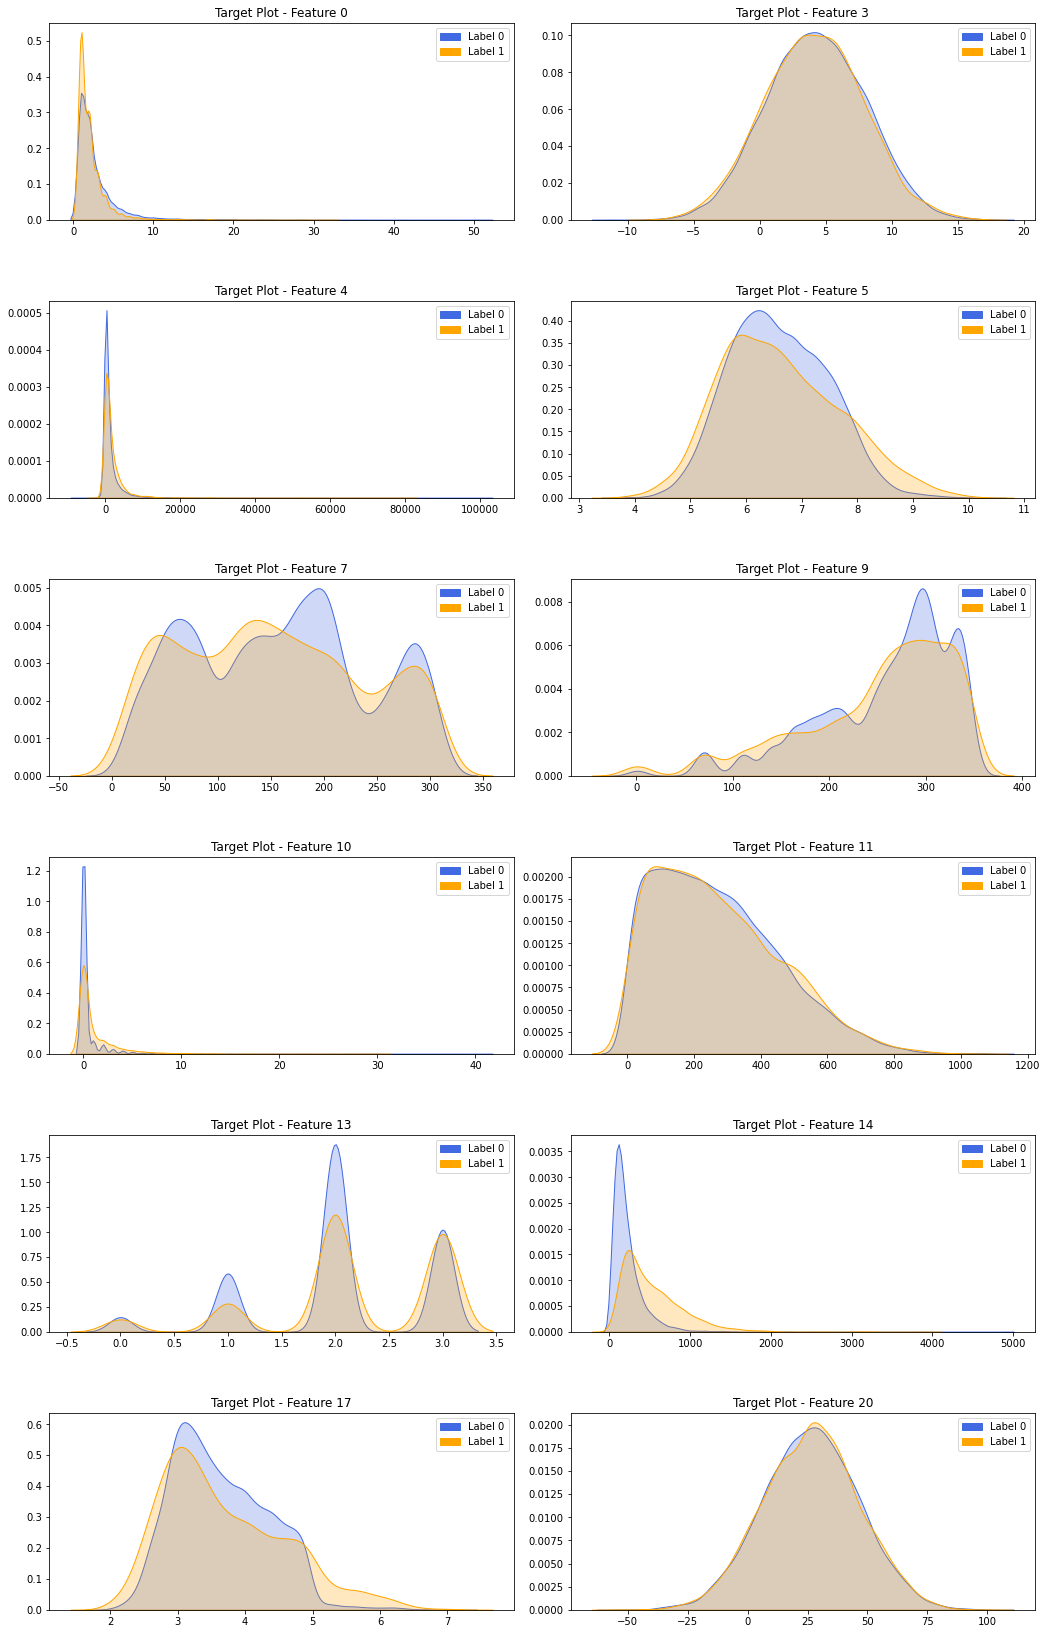 Target Plot - Feature 0
Label 0
Label 1
0.5
0.4
0.3
0.2
0.1
0.0
0 10 20 30 40 50
Target Plot - Feature 3
Label 0
Label 1
0.10
0.08
0.06
0.04
0.02
0.00
−10 −5 0 5 10 15 20
Target Plot - Feature 4
Label 0
Label 1
0.0005
0.0004
0.0003
0.0002
0.0001
0.0000
0 20000 40000 60000 80000 100000
Target Plot - Feature 5
Label 0
Label 1
0.40
0.35
0.30
0.25
0.20
0.15
0.10
0.05
0.00
3 4 5 6 7 8 9 10 11
Target Plot - Feature 7
Label 0
Label 1
0.005
0.004
0.003
0.002
0.001
0.000
−50 0 50 100 150 200 250 300 350
Target Plot - Feature 9
Label 0
Label 1
0.008
0.006
0.004
0.002
0.000
0 100 200 300 400
Target Plot - Feature 10
Label 0
Label 1
1.2
1.0
0.8
0.6
0.4
0.2
0.0
0 10 20 30 40
Target Plot - Feature 11
Label 0
Label 1
0.00200
0.00175
0.00150
0.00125
0.00100
0.00075
0.00050
0.00025
0.00000
0 200 400 600 800 1000 1200
Target Plot - Feature 13
Label 0
Label 1
1.75
1.50
1.25
1.00
0.75
0.50
0.25
0.00
−0.5 0.0 0.5 1.0 1.5 2.0 2.5 3.0 3.5
Target Plot - Feature 14
Label 0
Label 1
0.0035
0.0030
0.0025
0.0020
0.0015
0.0010
0.0005
0.0000
0 1000 2000 3000 4000 5000
Target Plot - Feature 17
Label 0
Label 1
0.6
0.5
0.4
0.3
0.2
0.1
0.0
2 3 4 5 6 7
Target Plot - Feature 20
Label 0
Label 1
0.0200
0.0175
0.0150
0.0125
0.0100
0.0075
0.0050
0.0025
0.0000
−50 −25 0 25 50 75 100